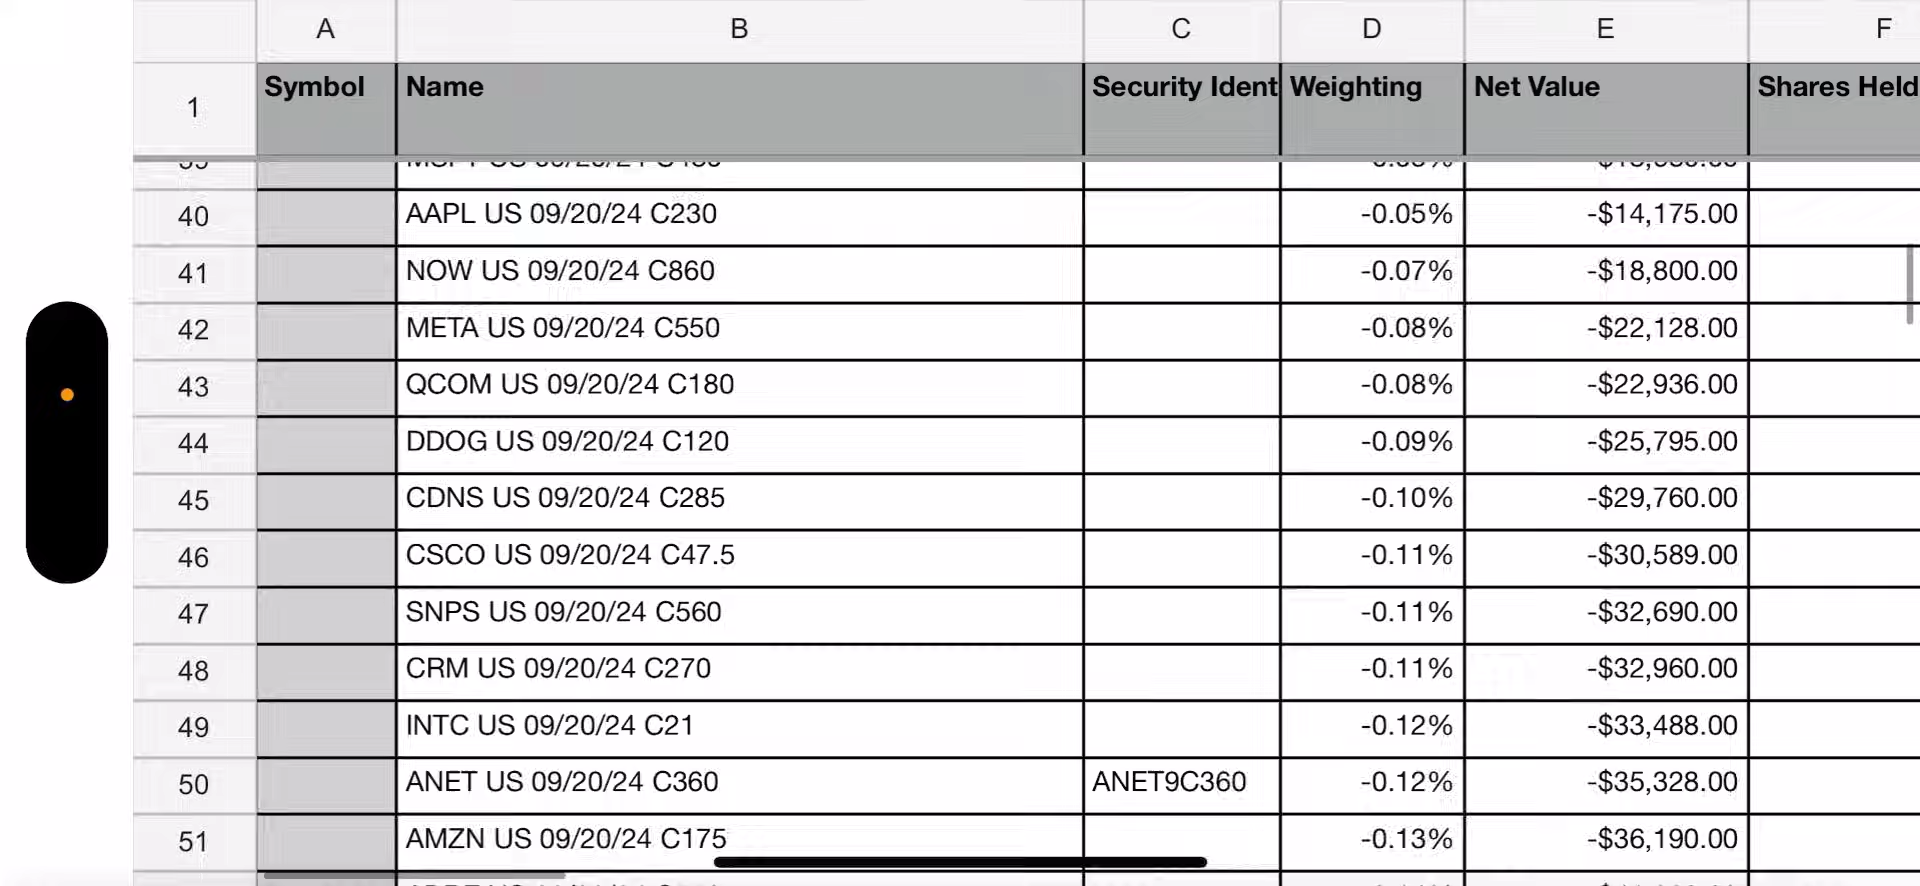 A B C D E F
1 Symbol Name Security Ident Weighting Net Value Shares Held
40 AAPL US 09/20/24 C230 -0.05% -$14,175.00
41 NOW US 09/20/24 C860 -0.07% -$18,800.00
42 META US 09/20/24 C550 -0.08% -$22,128.00
43 QCOM US 09/20/24 C180 -0.08% -$22,936.00
44 DDOG US 09/20/24 C120 -0.09% -$25,795.00
45 CDNS US 09/20/24 C285 -0.10% -$29,760.00
46 CSCO US 09/20/24 C47.5 -0.11% -$30,589.00
47 SNPS US 09/20/24 C560 -0.11% -$32,690.00
48 CRM US 09/20/24 C270 -0.11% -$32,960.00
49 INTC US 09/20/24 C21 -0.12% -$33,488.00
50 ANET US 09/20/24 C360 ANET9C360 -0.12% -$35,328.00
51 AMZN US 09/20/24 C175 -0.13% -$36,190.00